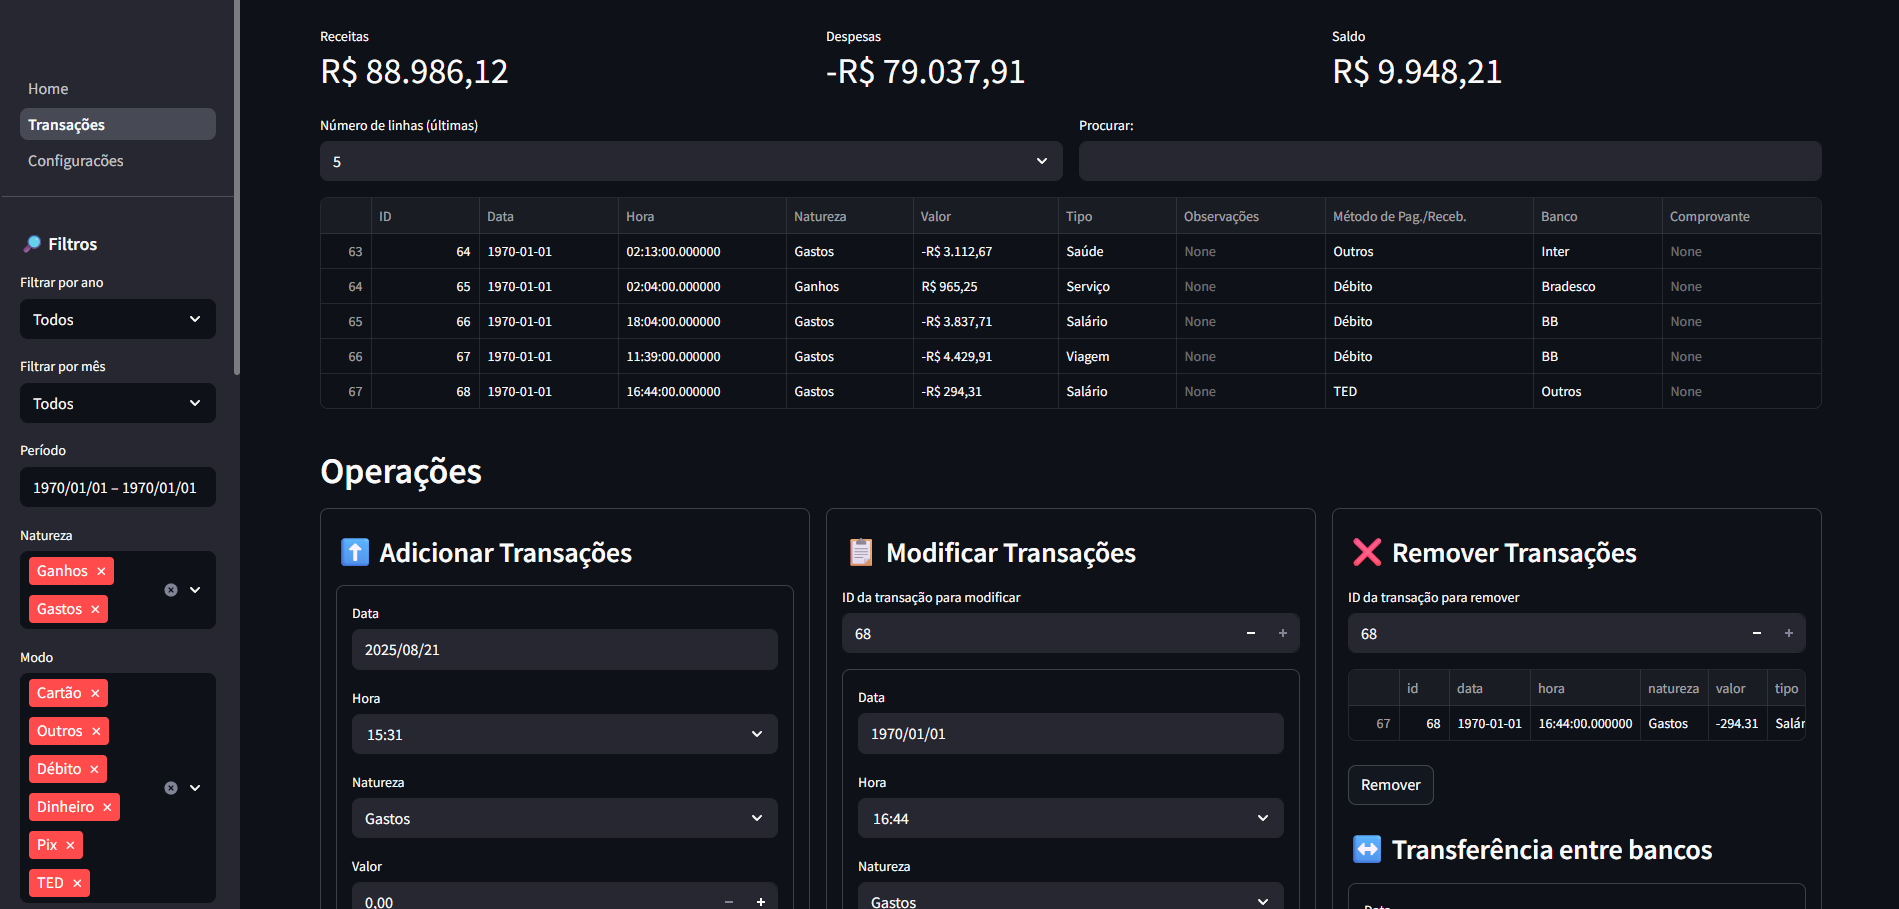 Home
Transações
Configurações
Filtros
Filtrar por ano
Todos
Filtrar por mês
Todos
Período
1970/01/01 – 1970/01/01
Natureza
Ganhos
Gastos
Modo
Cartão
Outros
Débito
Dinheiro
Pix
TED
Receitas Despesas Saldo
R$ 88.986,12 -R$ 79.037,91 R$ 9.948,21
Número de linhas (últimas) Procurar:
5
ID Data Hora Natureza Valor Tipo Observações Método de Pag./Receb. Banco Comprovante
63 64 1970-01-01 02:13:00.000000 Gastos -R$ 3.112,67 Saúde None Outros Inter None
64 65 1970-01-01 02:04:00.000000 Ganhos R$ 965,25 Serviço None Débito Bradesco None
65 66 1970-01-01 18:04:00.000000 Gastos -R$ 3.837,71 Salário None Débito BB None
66 67 1970-01-01 11:39:00.000000 Gastos -R$ 4.429,91 Viagem None Débito BB None
67 68 1970-01-01 16:44:00.000000 Gastos -R$ 294,31 Salário None TED Outros None
Operações
Adicionar Transações
Data
2025/08/21
Hora
15:31
Natureza
Gastos
Valor
0,00
Modificar Transações
ID da transação para modificar
68
Data
1970/01/01
Hora
16:44
Natureza
Gastos
Remover Transações
ID da transação para remover
68
id data hora natureza valor tipo
67 68 1970-01-01 16:44:00.000000 Gastos -294.31 Salár
Remover
Transferência entre bancos